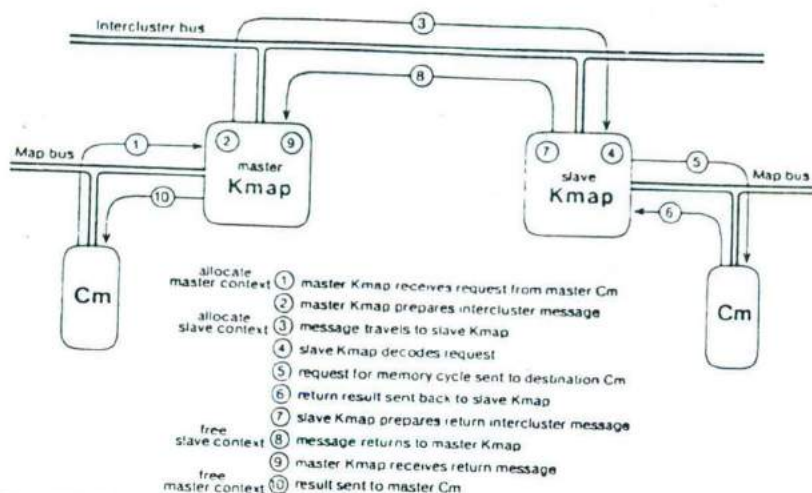 Intercluster bus
3
8
1
2
9
7
4
5
Map bus
master
Kmap
slave
Kmap
Map bus
10
6
Cm
Cm
allocate
master context 1 master Kmap receives request from master Cm
2 master Kmap prepares intercluster message
allocate
slave context 3 message travels to slave Kmap
4 slave Kmap decodes request
5 request for memory cycle sent to destination Cm
6 return result sent back to slave Kmap
7 slave Kmap prepares return intercluster message
free
slave context 8 message returns to master Kmap
9 master Kmap receives return message
free
master context 10 result sent to master Cm